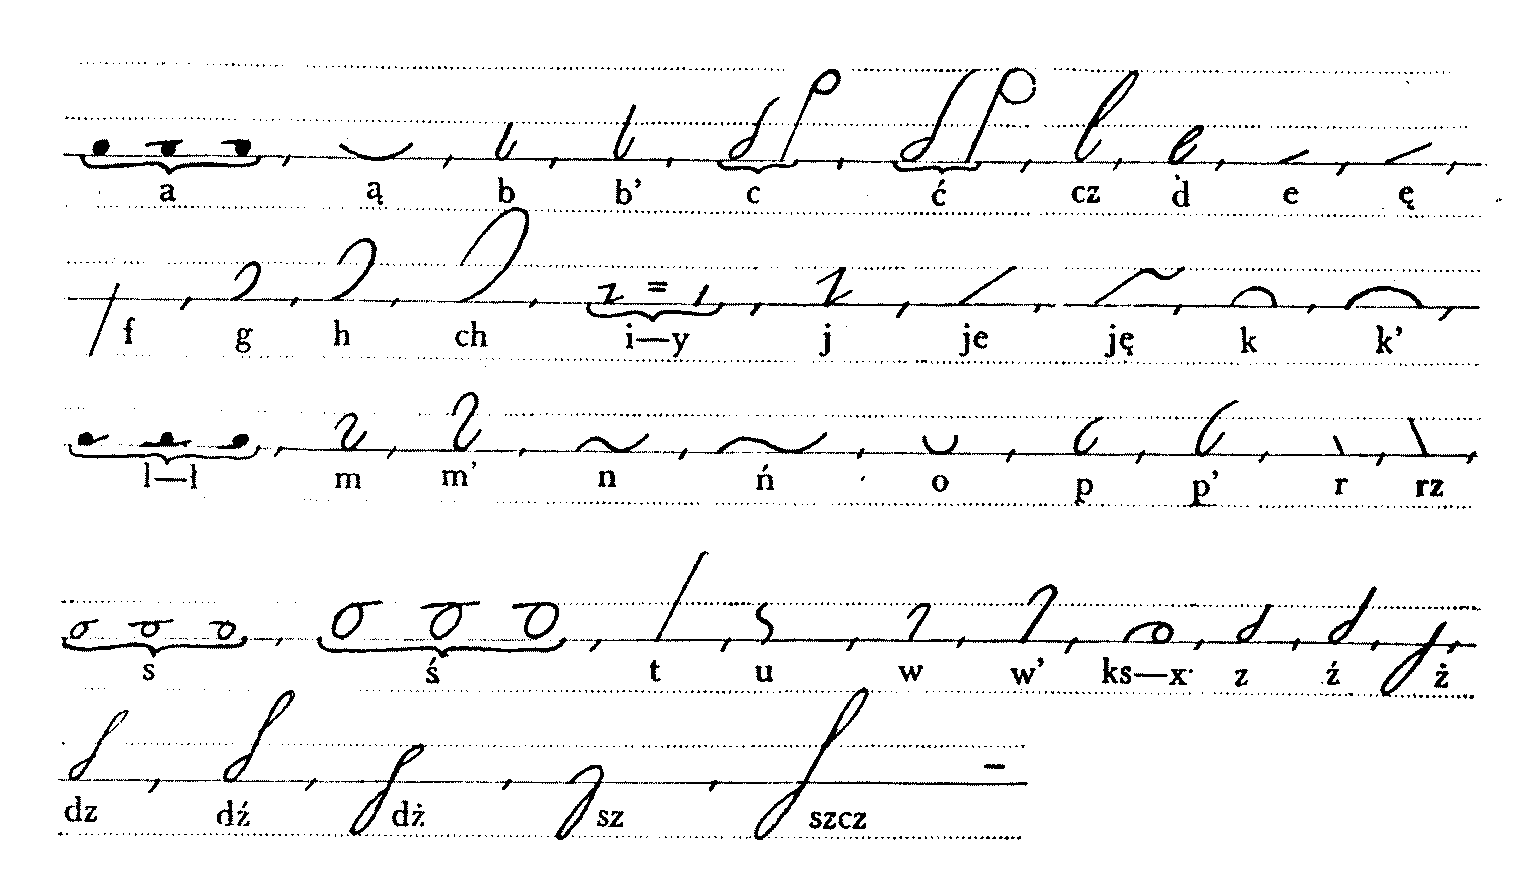 a ą b b’ c ć cz d e ę
f g h ch i—y j je ję k k’
l—ł m m’ n ń o p p’ r rz
s ś t u w w’ ks—x z ź ż
dz dź dż sz szcz